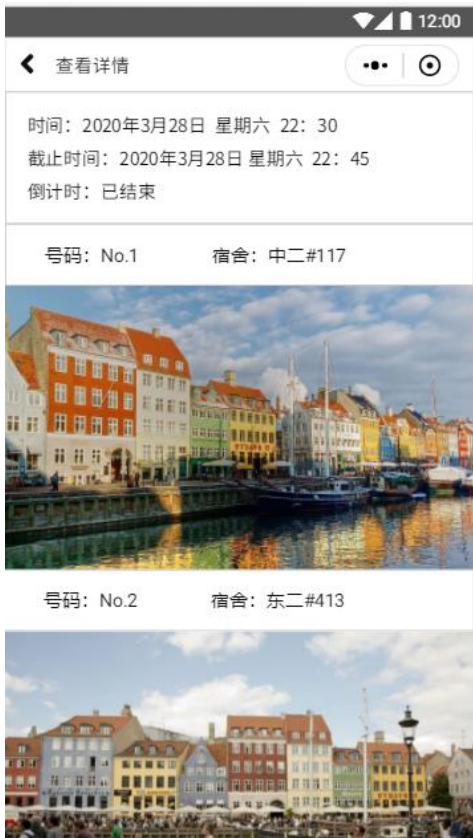 12:00
查看详情
时间：2020年3月28日 星期六 22：30
截止时间：2020年3月28日 星期六 22：45
倒计时：已结束
号码：No.1 宿舍：中二#117
号码：No.2 宿舍：东二#413